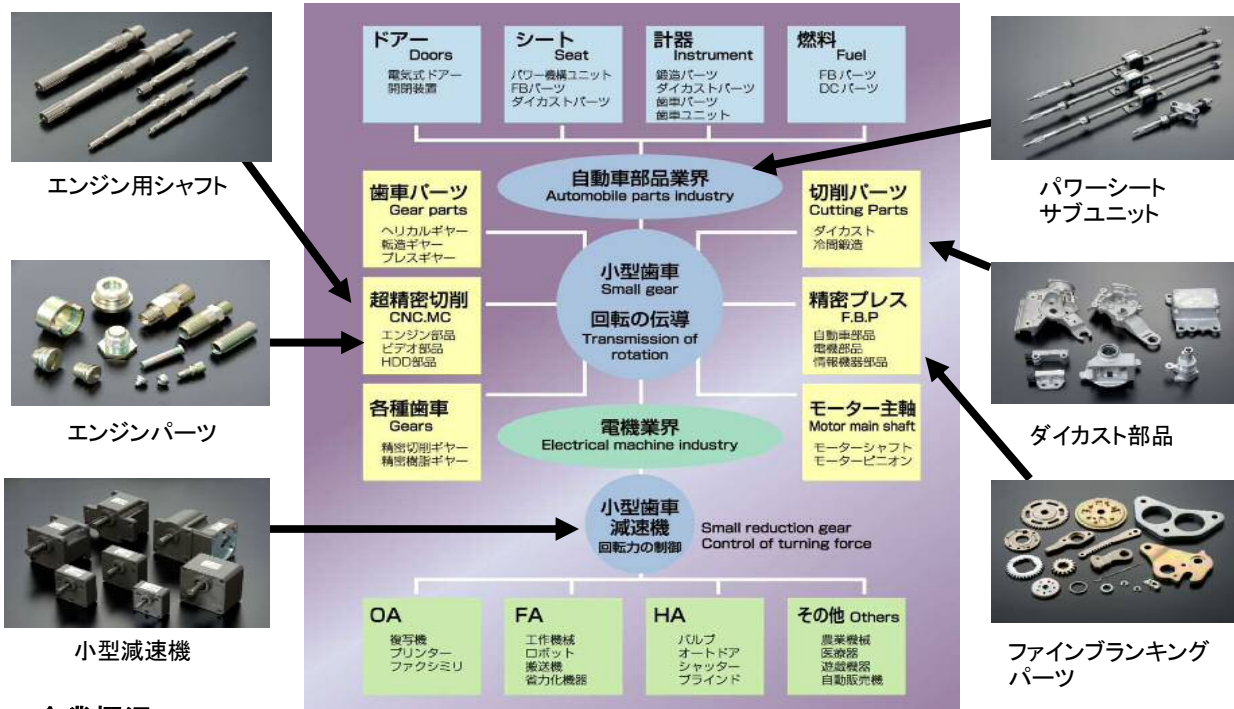 ドアー
Doors
電気式ドアー
開閉装置
シート
Seat
パワー機構ユニット
FBパーツ
ダイカストパーツ
計器
Instrument
鍛造パーツ
ダイカストパーツ
歯車パーツ
歯車ユニット
燃料
Fuel
FBパーツ
DCパーツ
エンジン用シャフト
自動車部品業界
Automobile parts industry
パワーシート
サブユニット
歯車パーツ
Gear parts
ヘリカルギヤー
転造ギヤー
プレスギヤー
切削パーツ
Cutting Parts
ダイカスト
冷間鍛造
小型歯車
Small gear
回転の伝導
Transmission of
rotation
超精密切削
CNC.MC
エンジン部品
ビデオ部品
HDD部品
精密プレス
F.B.P
自動車部品
電機部品
情報機器部品
エンジンパーツ
ダイカスト部品
各種歯車
Gears
精密切削ギヤー
精密樹脂ギヤー
電機業界
Electrical machine industry
モーター主軸
Motor main shaft
モーターシャフト
モーターピニオン
小型歯車
減速機
回転力の制御
Small reduction gear
Control of turning force
小型減速機
ファインブランキング
パーツ
OA
複写機
プリンター
ファクシミリ
FA
工作機械
ロボット
搬送機
省力化機器
HA
バルブ
オートドア
シャッター
ブラインド
その他 Others
農業機械
医療器
遊戯機器
自動販売機